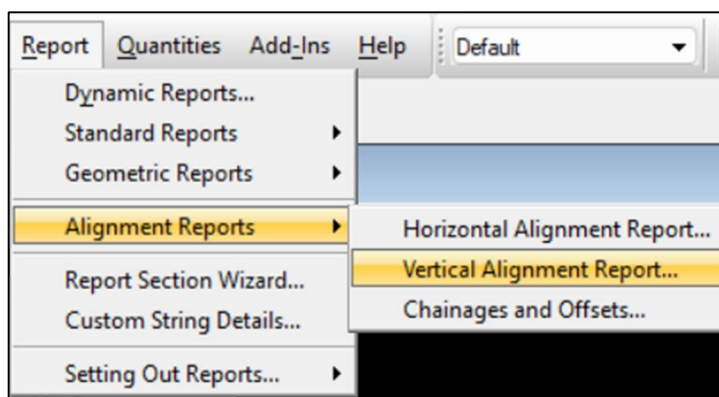 Report Quantities Add-Ins Help Default
Dynamic Reports...
Standard Reports
Geometric Reports
Alignment Reports
Horizontal Alignment Report...
Vertical Alignment Report...
Chainages and Offsets...
Report Section Wizard...
Custom String Details...
Setting Out Reports...